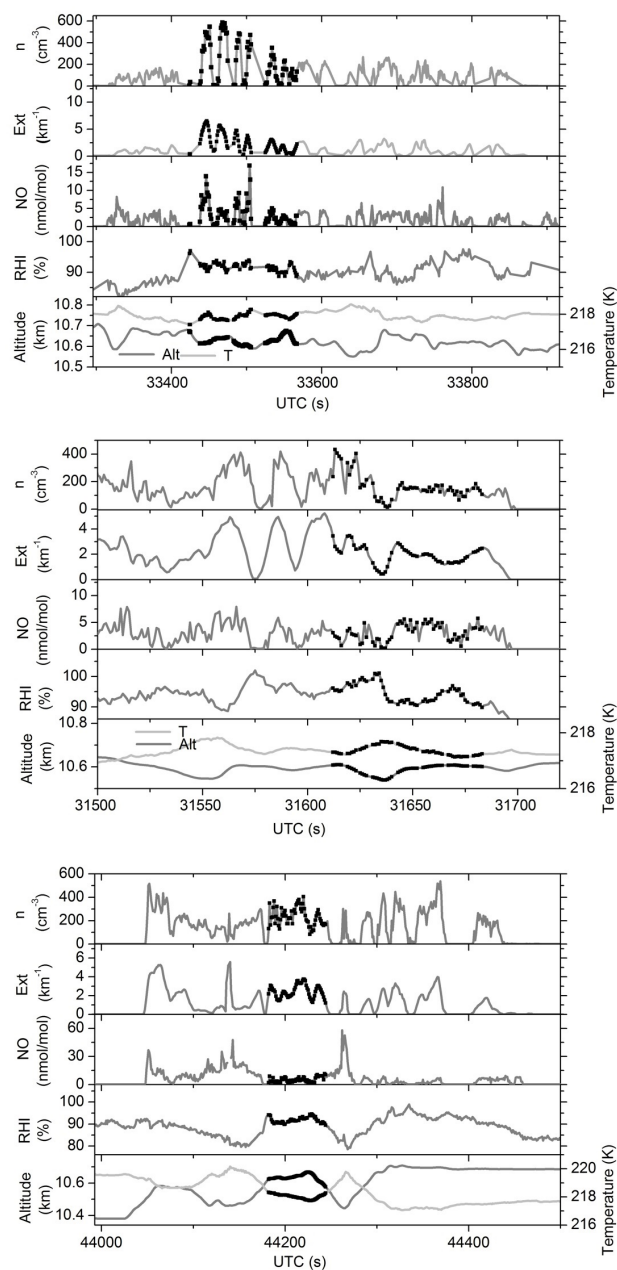 600
400
200
0
n
(cm-3)
10
5
0
Ext
(km-1)
15
10
5
0
NO
(nmol/mol)
100
90
RHI
(%)
10.8
10.7
10.6
10.5
Altitude
(km)
218
216
Temperature (K)
Alt T
33400 33600 33800
UTC (s)
400
200
0
n
(cm-3)
4
2
0
Ext
(km-1)
10
5
0
NO
(nmol/mol)
100
90
RHI
(%)
10.8
10.6
Altitude
(km)
218
216
Temperature (K)
T
Alt
31500 31550 31600 31650 31700
UTC (s)
600
400
200
0
n
(cm-3)
6
4
2
0
Ext
(km-1)
60
30
0
NO
(nmol/mol)
100
90
80
RHI
(%)
10.6
10.4
Altitude
(km)
220
218
216
Temperature (K)
44000 44200 44400
UTC (s)